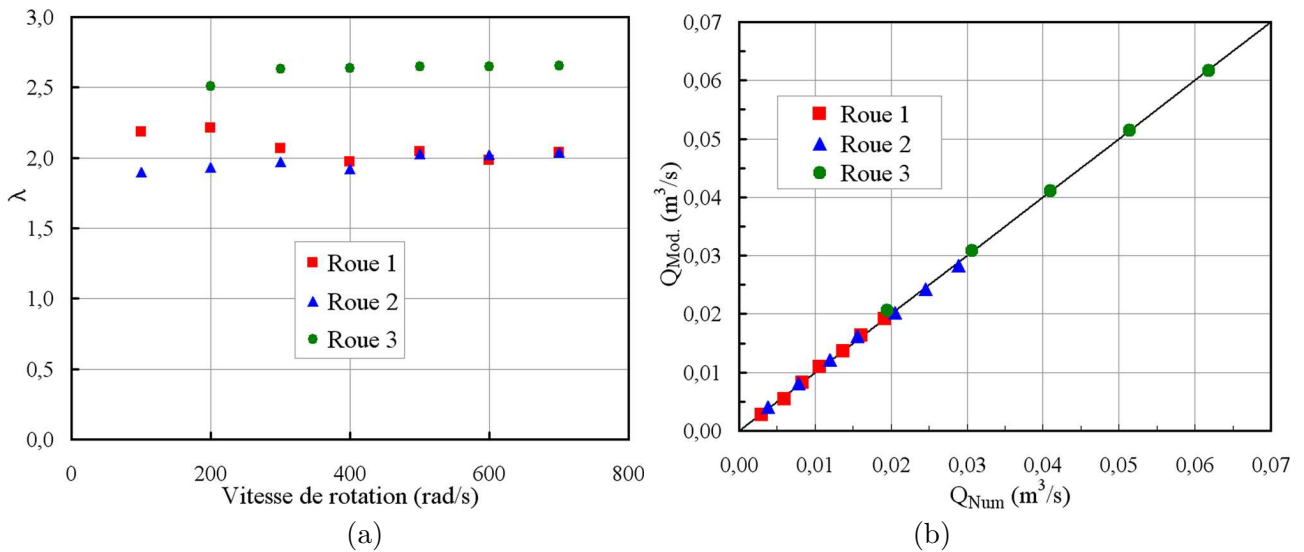 3,0
2,5
2,0
1,5
1,0
0,5
0,0
λ
0
200
400
600
800
Vitesse de rotation (rad/s)
Roue 1
Roue 2
Roue 3
(a)
0,07
0,06
0,05
0,04
0,03
0,02
0,01
0,00
Q_Mod. (m³/s)
Roue 1
Roue 2
Roue 3
0,00
0,01
0,02
0,03
0,04
0,05
0,06
0,07
Q_Num (m³/s)
(b)